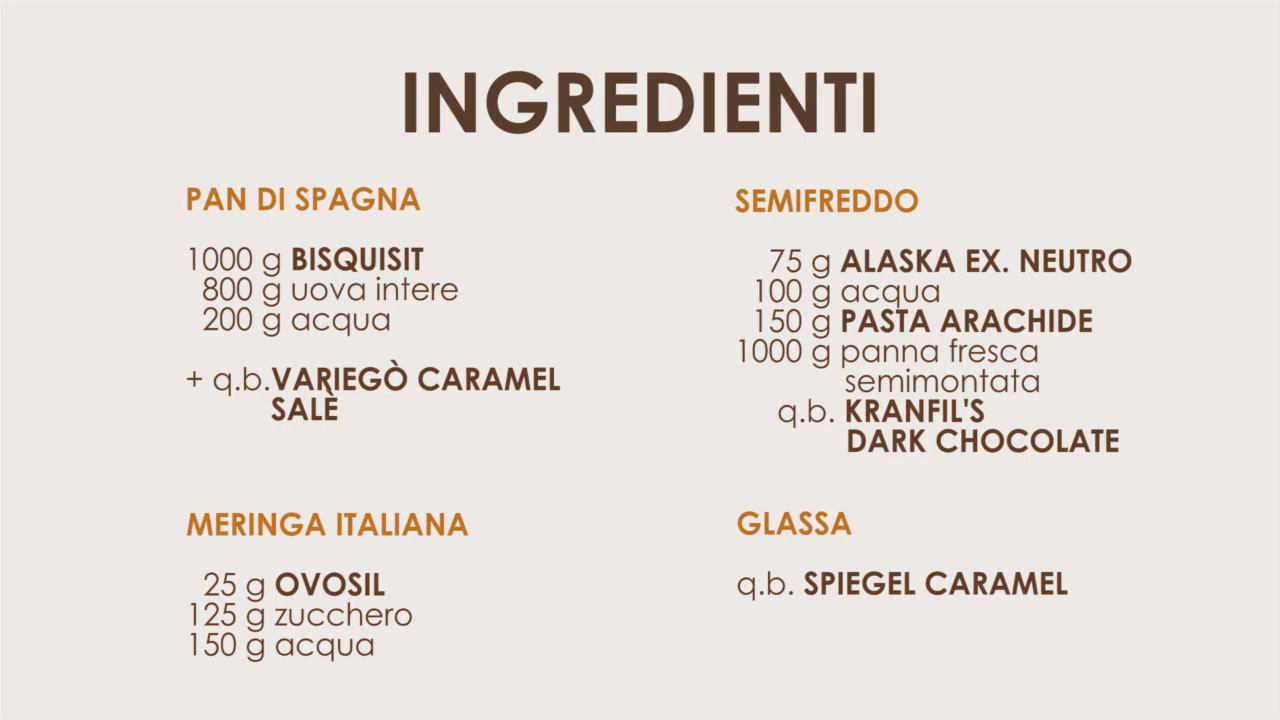 INGREDIENTI
PAN DI SPAGNA
1000 g BISQUISIT
800 g uova intere
200 g acqua
+ q.b.VARIEGÒ CARAMEL
SALÈ
SEMIFREDDO
75 g ALASKA EX. NEUTRO
100 g acqua
150 g PASTA ARACHIDE
1000 g panna fresca
semimontata
q.b. KRANFIL'S
DARK CHOCOLATE
MERINGA ITALIANA
25 g OVOSIL
125 g zucchero
150 g acqua
GLASSA
q.b. SPIEGEL CARAMEL